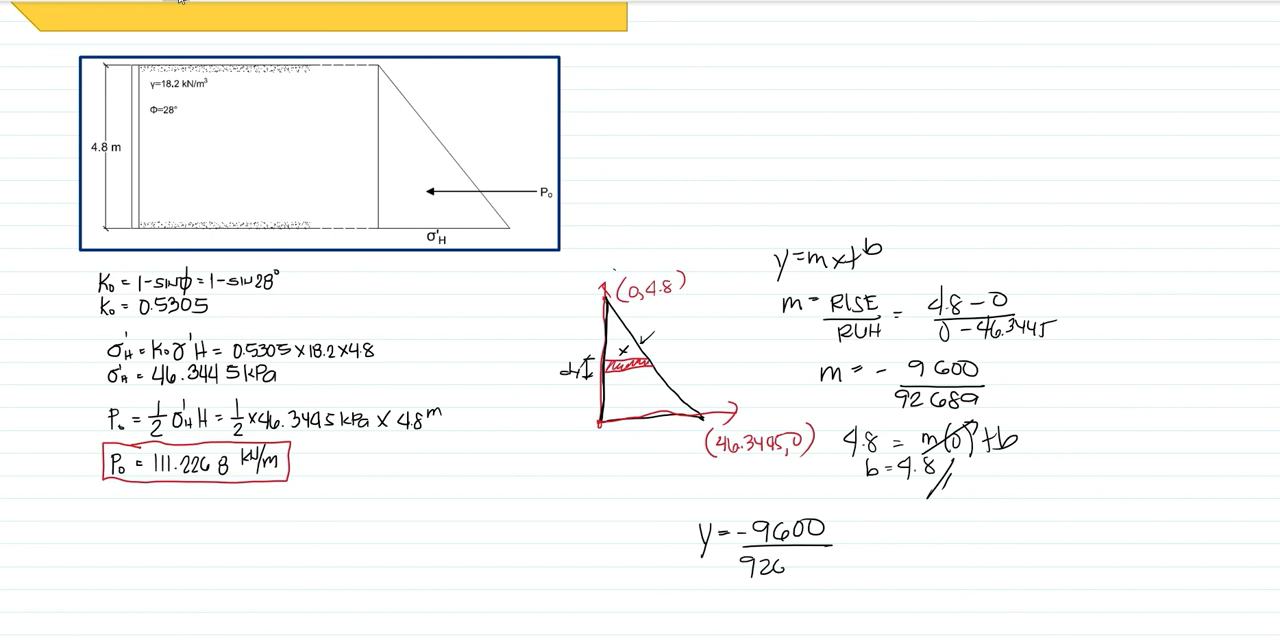 γ=18.2 kN/m³
Φ=28°
4.8 m
P₀
σ'H
K₀ = 1-SINϕ = 1-SIN28°
K₀ = 0.5305
σ'H = K₀γ'H = 0.5305×18.2×4.8
σ'H = 46.3445 kPa
P₀ = 1/2 σ'H H = 1/2 ×46.3445 kPa × 4.8 m
P₀ = 111.2268 kN/m
(0,4.8)
x
dy
(46.3445,0)
y=mx+b
m = RISE/RUN = 4.8-0/0-46.3445
m = - 9600/92689
4.8 = m(0) + b
b = 4.8 //
y = -9600/926